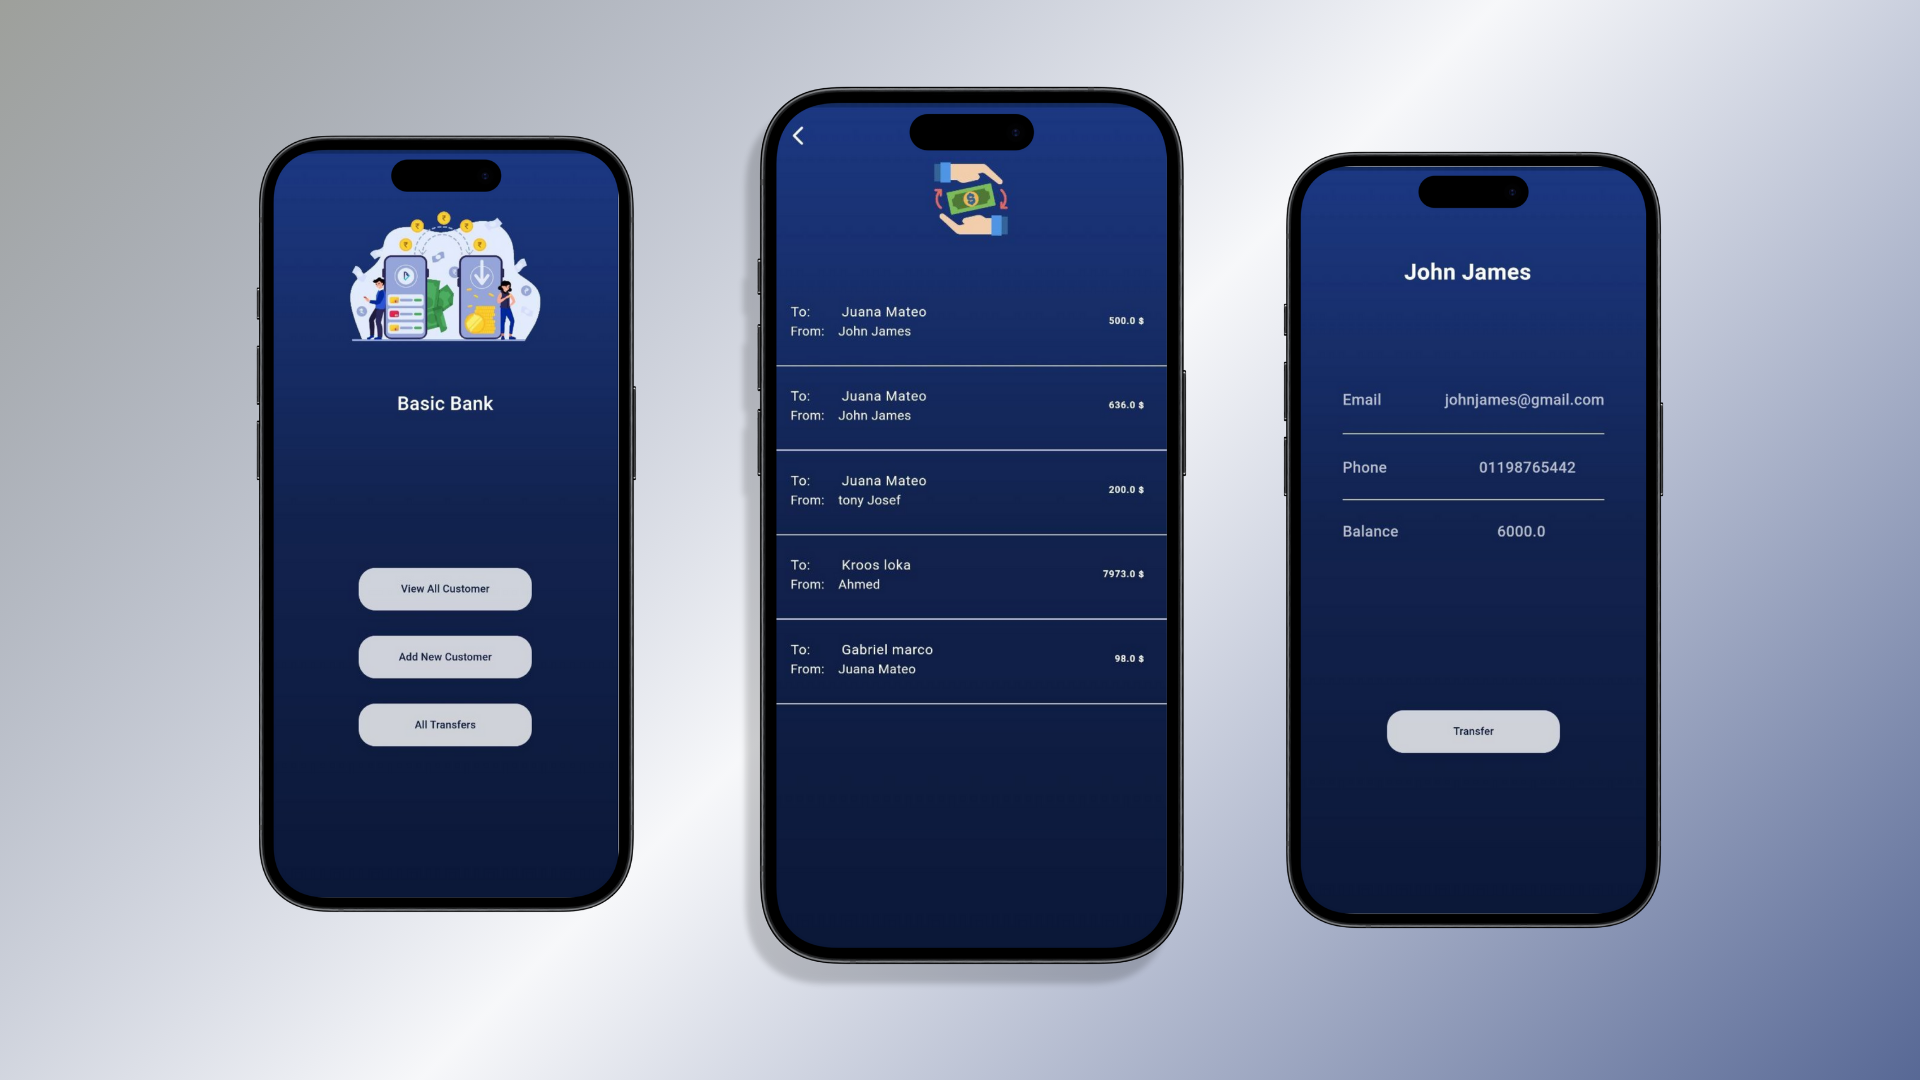 Basic Bank
View All Customer
Add New Customer
All Transfers
To: Juana Mateo
From: John James
500.0 $
To: Juana Mateo
From: John James
636.0 $
To: Juana Mateo
From: tony Josef
200.0 $
To: Kroos loka
From: Ahmed
7973.0 $
To: Gabriel marco
From: Juana Mateo
98.0 $
John James
Email johnjames@gmail.com
Phone 01198765442
Balance 6000.0
Transfer